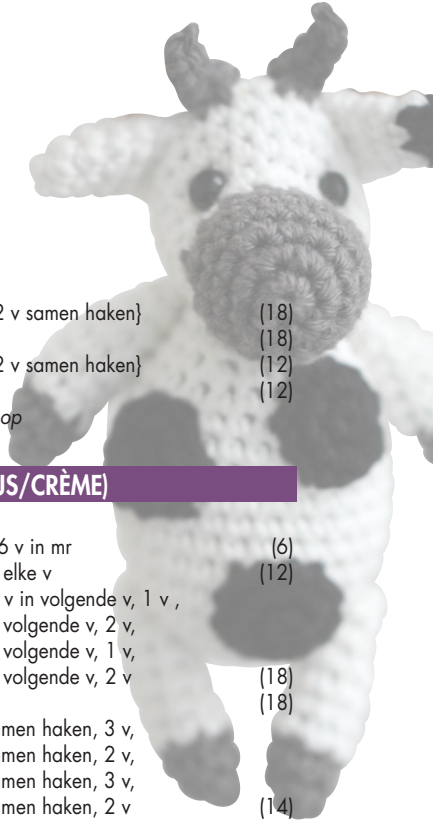 2 v samen haken} (18)
(18)
2 v samen haken} (12)
(12)
op
US/CRÈME)
6 v in mr (6)
elke v (12)
v in volgende v, 1 v ,
volgende v, 2 v,
volgende v, 1 v,
volgende v, 2 v (18)
(18)
men haken, 3 v,
men haken, 2 v,
men haken, 3 v,
men haken, 2 v (14)